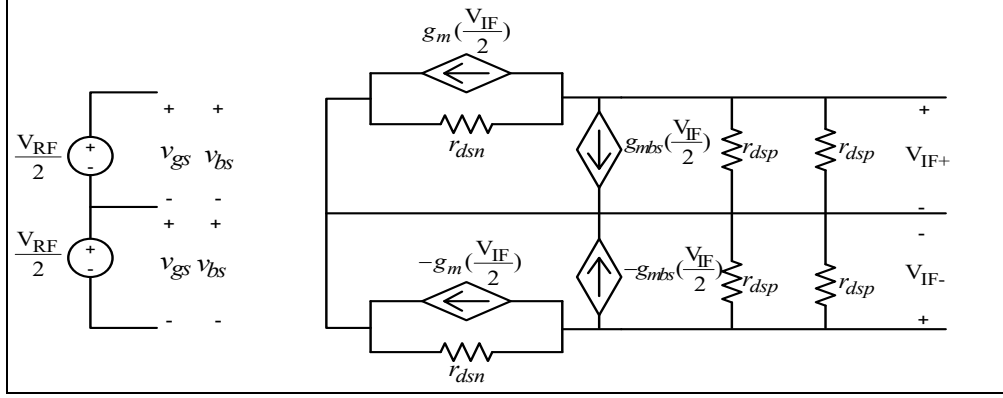 g_m(V_IF/2)
+ +
V_RF/2 + - v_gs v_bs
r_dsn
g_mbs(V_IF/2) r_dsp r_dsp
+
V_IF+
-
- -
+ +
V_RF/2 + - v_gs v_bs
- -
-g_m(V_IF/2)
-g_mbs(V_IF/2) r_dsp r_dsp
-
V_IF-
+
r_dsn